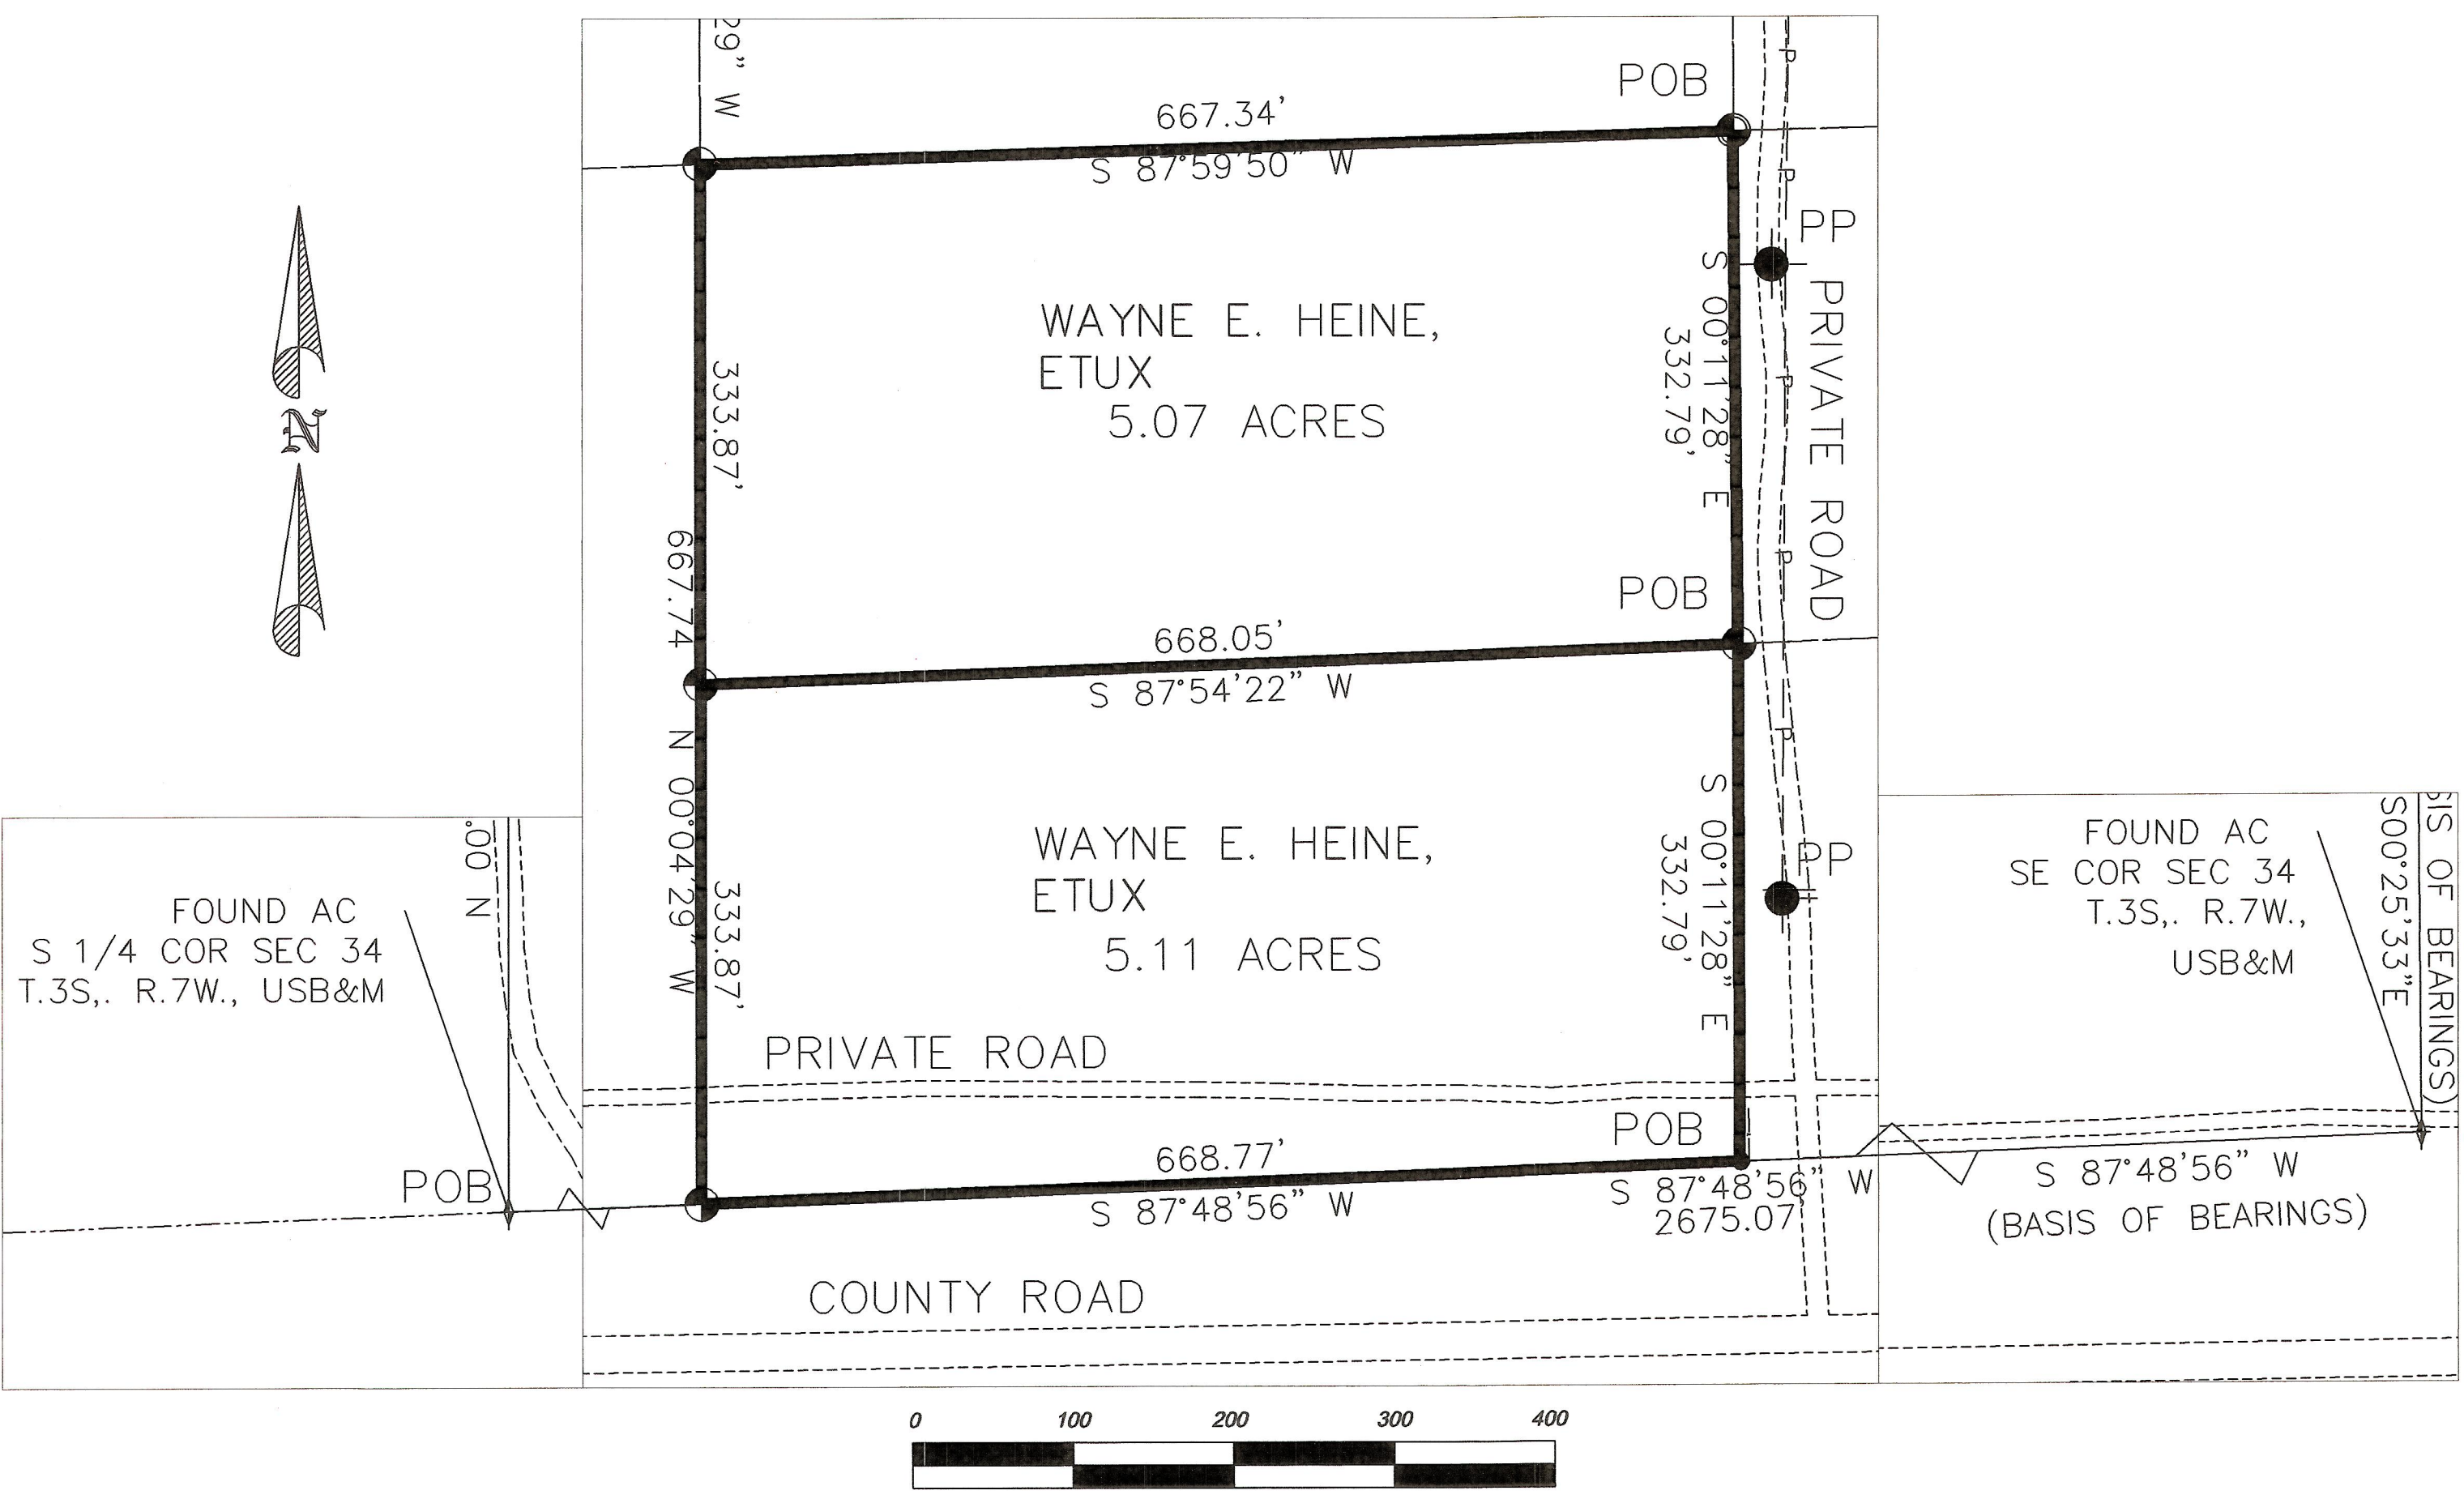 29" W
POB
667.34'
S 87°59'50" W
P
P
PP
PRIVATE ROAD
S 00°11'28" E
332.79'
WAYNE E. HEINE,
ETUX
5.07 ACRES
333.87'
667.74
N
P
P
POB
668.05'
S 87°54'22" W
P
N 00°04'29" W
333.87'
WAYNE E. HEINE,
ETUX
5.11 ACRES
S 00°11'28" E
332.79'
PP
.00 N
FOUND AC
S 1/4 COR SEC 34
T.3S,. R.7W., USB&M
POB
FOUND AC
SE COR SEC 34
T.3S,. R.7W.,
USB&M
S00°25'33"E
SIS OF BEARINGS)
PRIVATE ROAD
POB
668.77'
S 87°48'56" W
S 87°48'56" W
2675.07'
S 87°48'56" W
(BASIS OF BEARINGS)
COUNTY ROAD
0 100 200 300 400